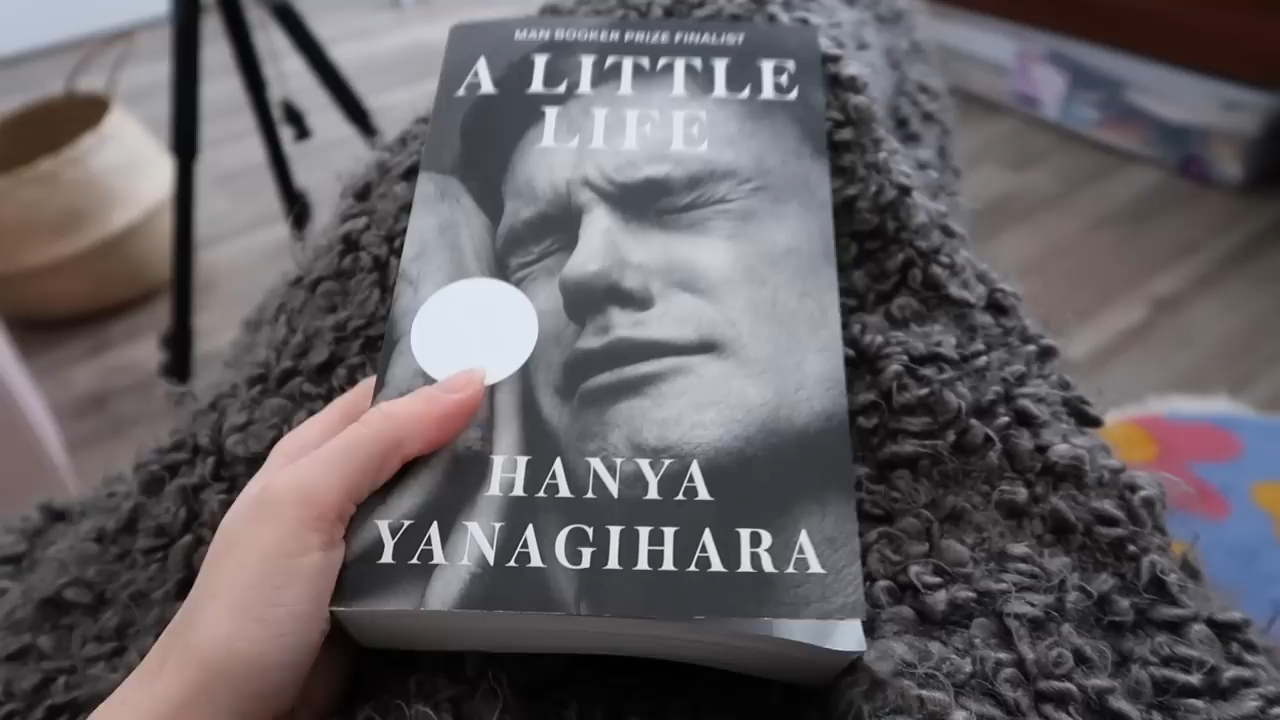 MAN BOOKER PRIZE FINALIST
A LITTLE
LIFE
HANYA
YANAGIHARA